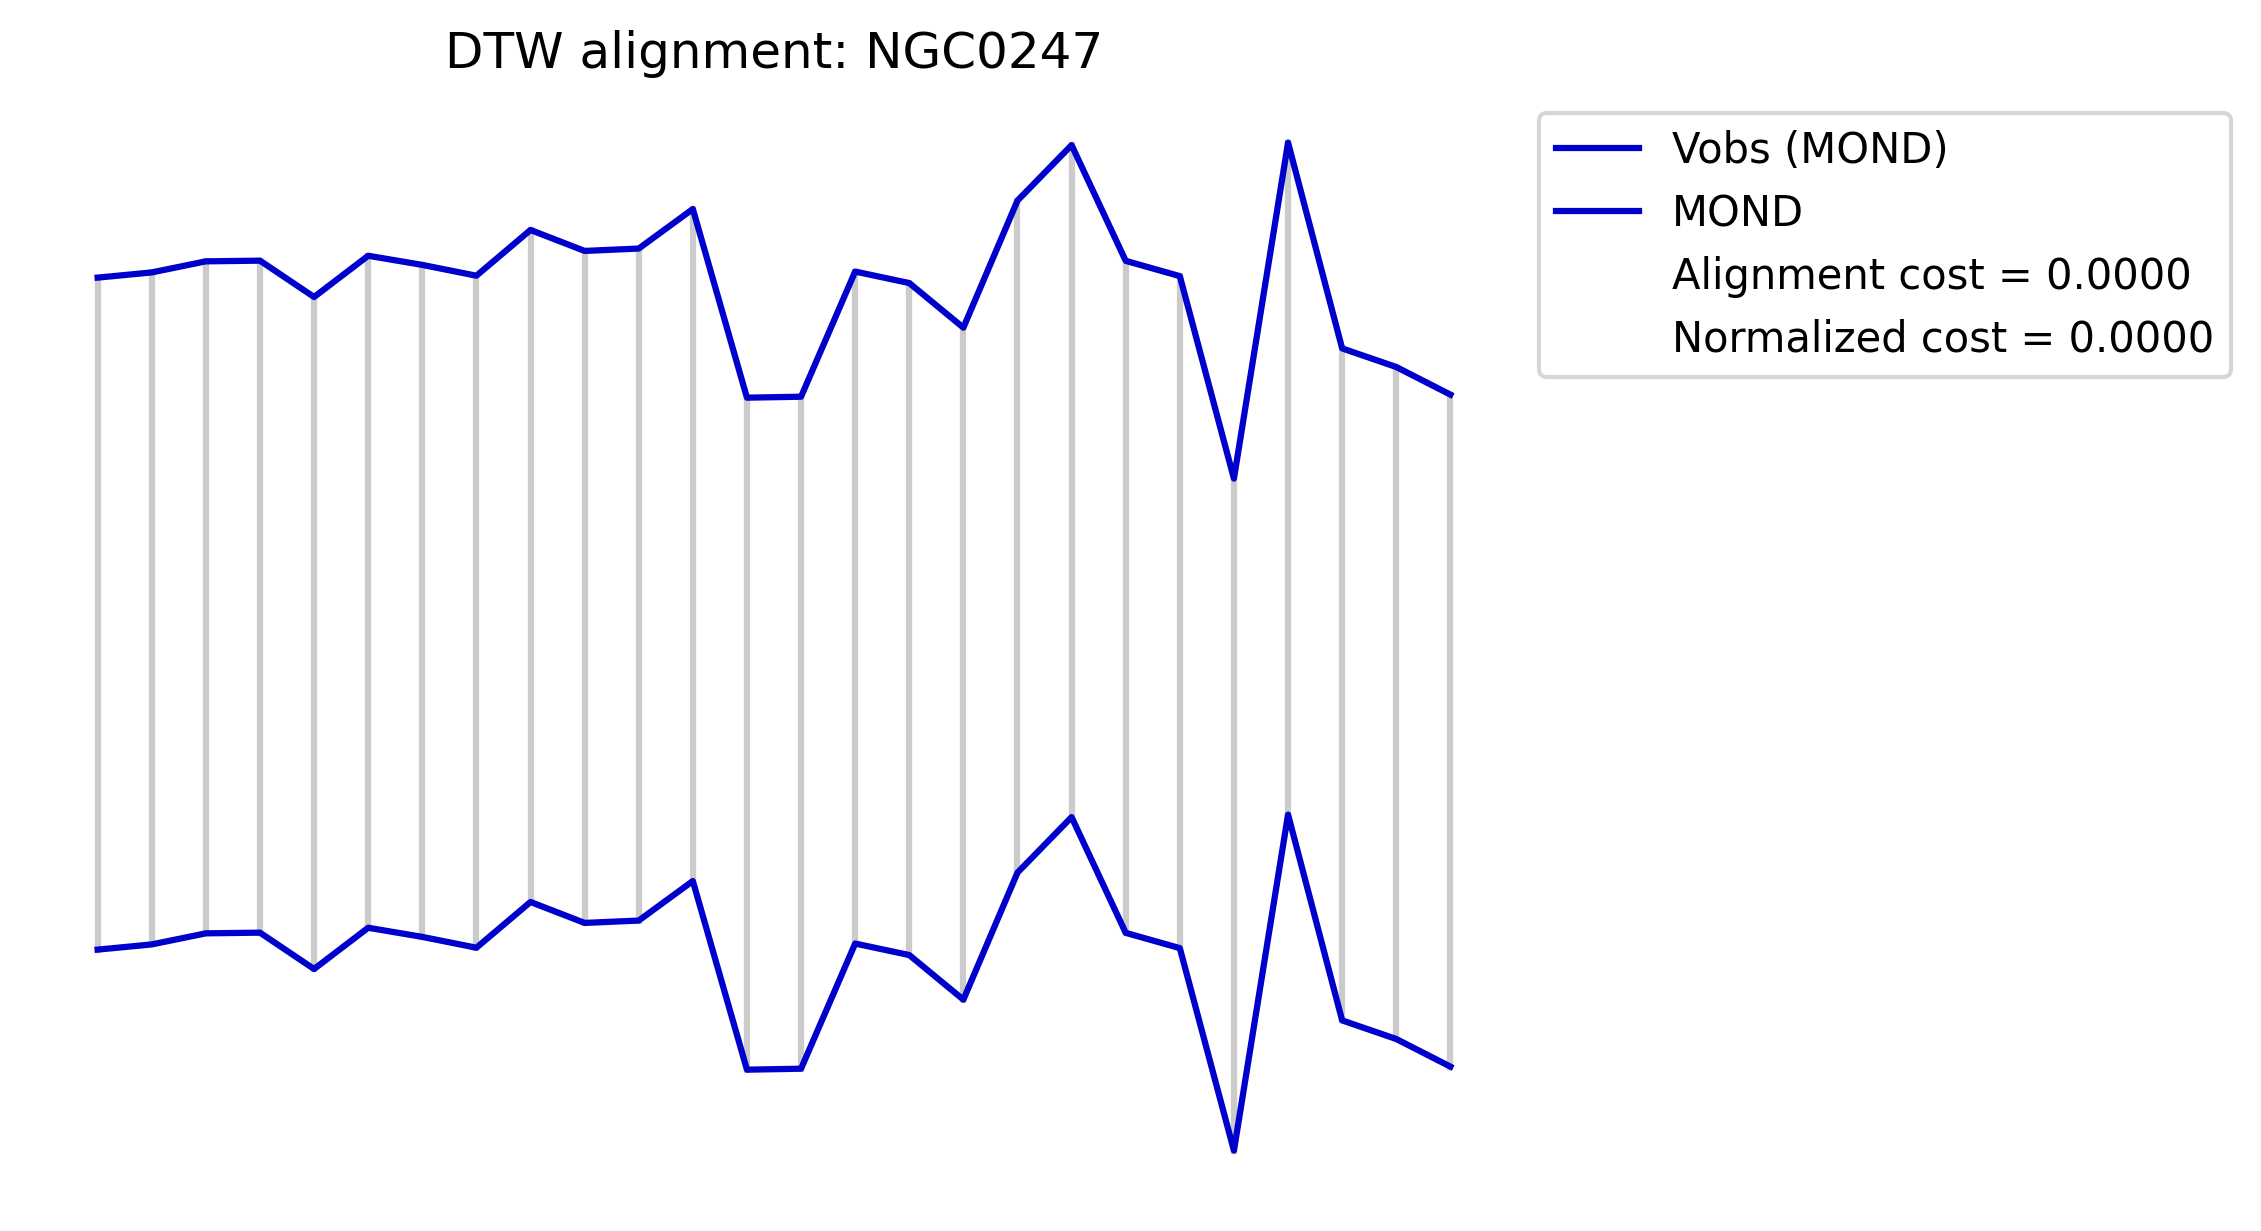 DTW alignment: NGC0247
Vobs (MOND)
MOND
Alignment cost = 0.0000
Normalized cost = 0.0000